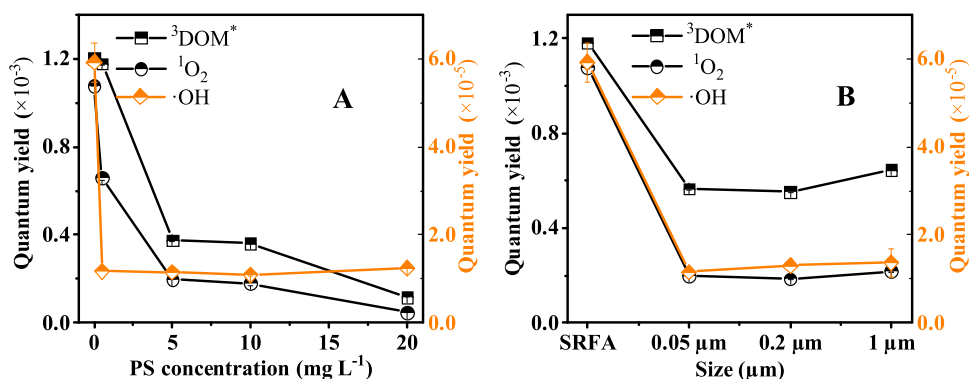 ³DOM*
¹O₂
·OH
A
Quantum yield (×10⁻³)
1.2
0.8
0.4
0.0
Quantum yield (×10⁻⁵)
6.0
4.0
2.0
0.0
0 5 10 15 20
PS concentration (mg L⁻¹)
³DOM*
¹O₂
·OH
B
Quantum yield (×10⁻³)
1.2
0.8
0.4
0.0
Quantum yield (×10⁻⁵)
6.0
4.0
2.0
0.0
SRFA 0.05 µm 0.2 µm 1 µm
Size (µm)